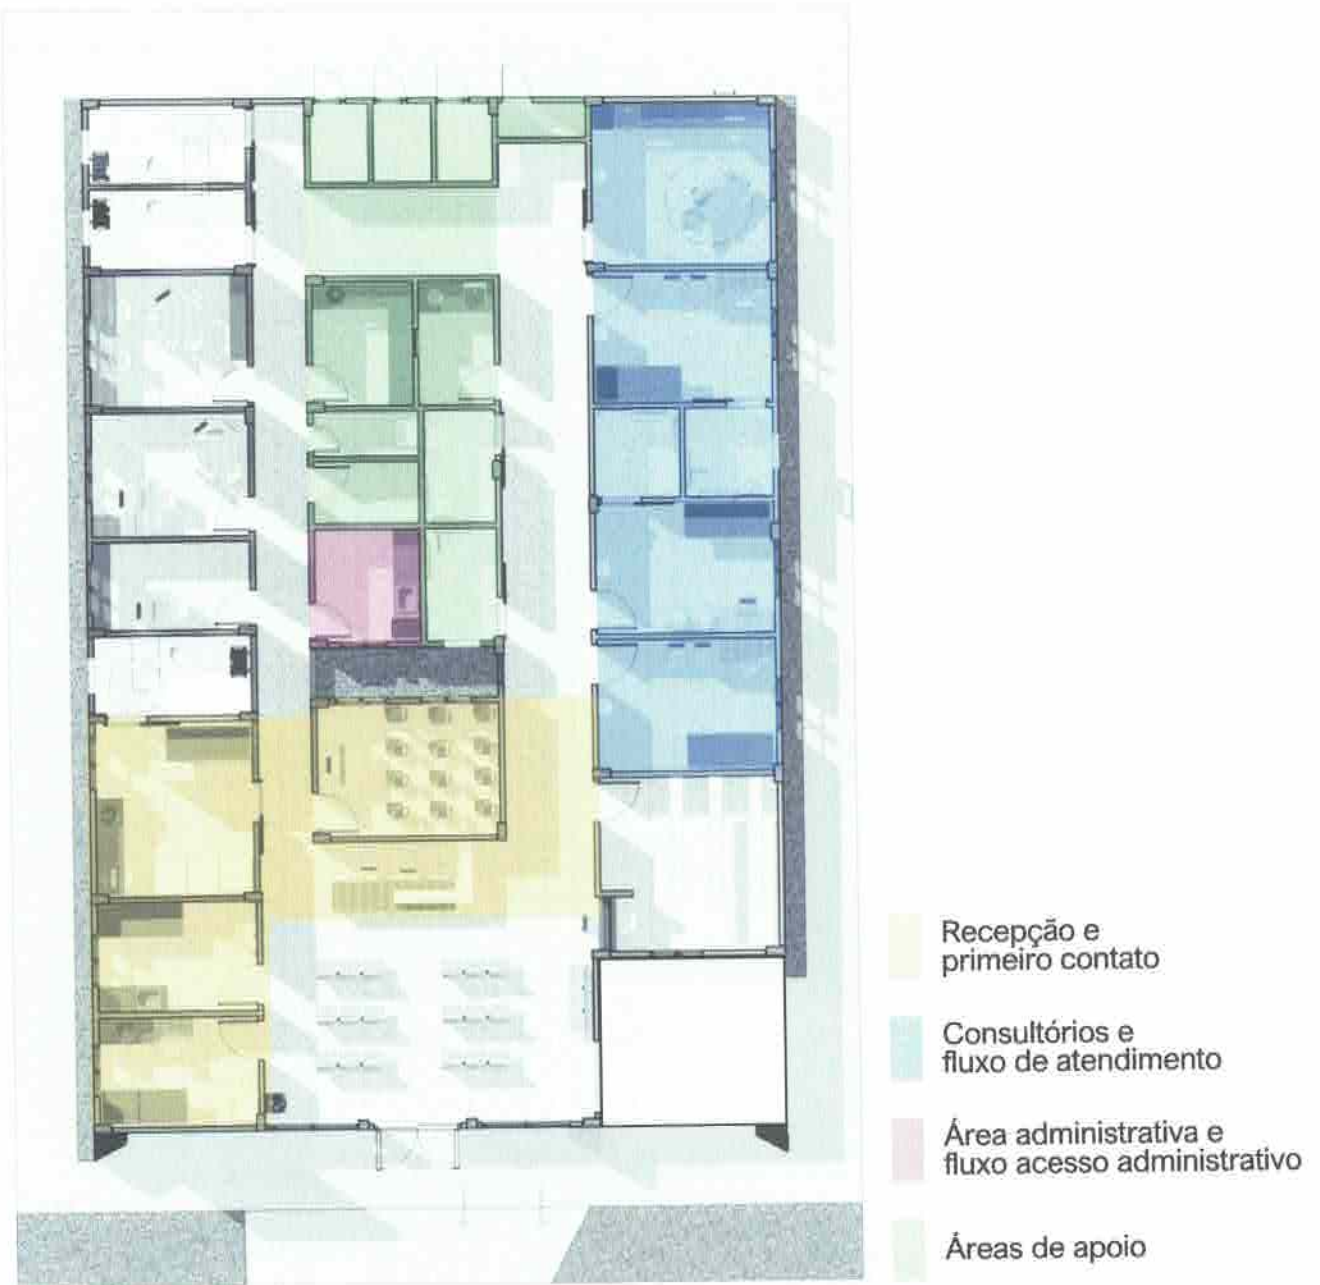 Recepção e
primeiro contato
Consultórios e
fluxo de atendimento
Área administrativa e
fluxo acesso administrativo
Áreas de apoio